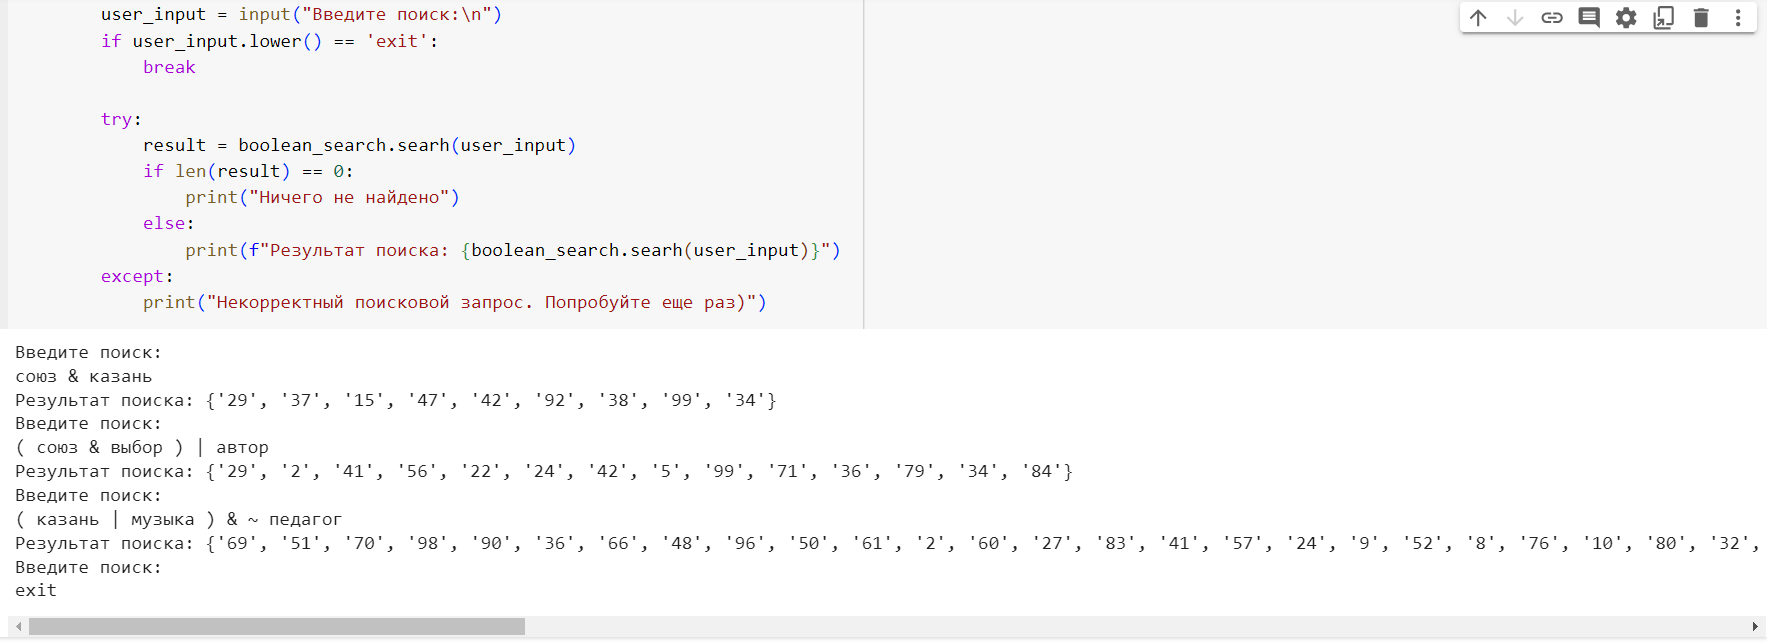 user_input = input("Введите поиск:\n")
if user_input.lower() == 'exit':
break
try:
result = boolean_search.searh(user_input)
if len(result) == 0:
print("Ничего не найдено")
else:
print(f"Результат поиска: {boolean_search.searh(user_input)}")
except:
print("Некорректный поисковой запрос. Попробуйте еще раз)")
Введите поиск:
союз & казань
Результат поиска: {'29', '37', '15', '47', '42', '92', '38', '99', '34'}
Введите поиск:
( союз & выбор ) | автор
Результат поиска: {'29', '2', '41', '56', '22', '24', '42', '5', '99', '71', '36', '79', '34', '84'}
Введите поиск:
( казань | музыка ) & ~ педагог
Результат поиска: {'69', '51', '70', '98', '90', '36', '66', '48', '96', '50', '61', '2', '60', '27', '83', '41', '57', '24', '9', '52', '8', '76', '10', '80', '32',
Введите поиск:
exit